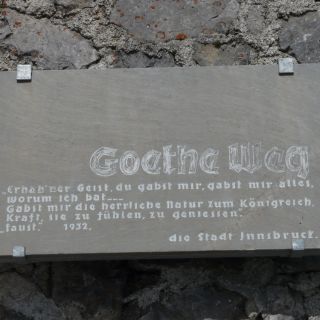 Goethe Weg
„Erhab'ner Geist, du gabst mir, gabst mir alles,
worum ich bat...
Gabst mir die herrliche Natur zum Königreich,
Kraft, sie zu fühlen, zu geniessen."
„Faust." 1932.
die Stadt Innsbruck.